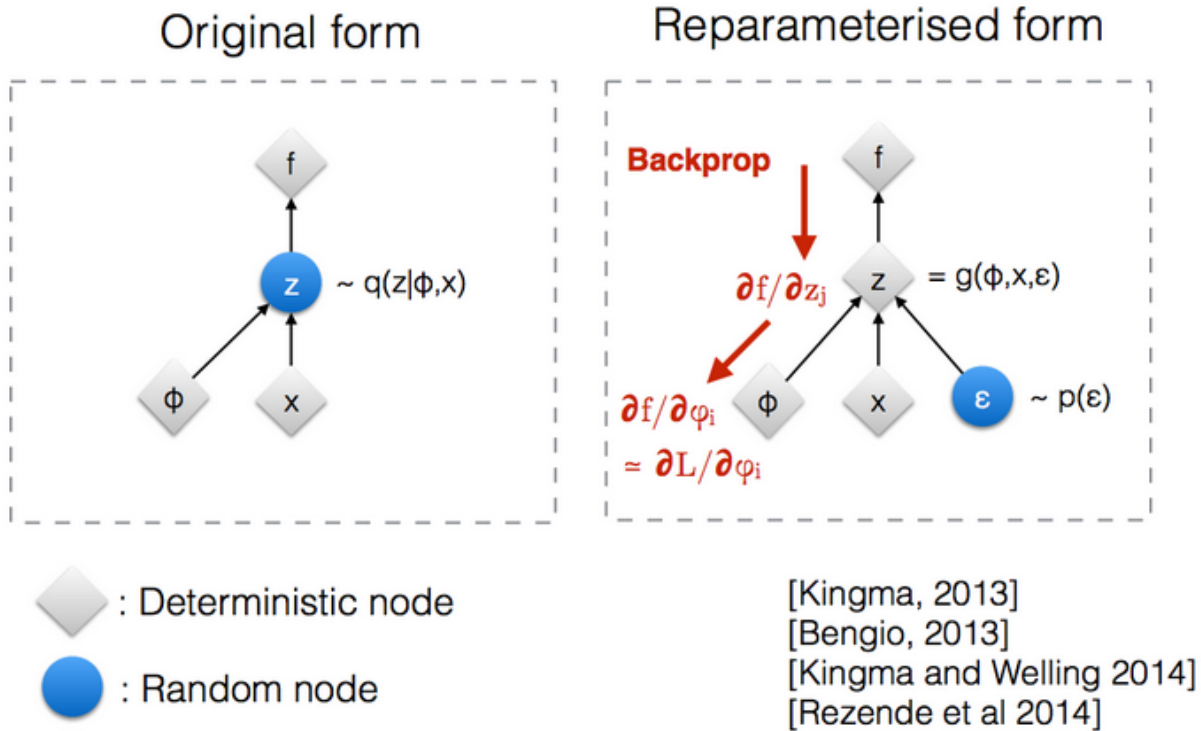 Original form
f
z ~ q(z|ϕ,x)
ϕ x
Reparameterised form
Backprop f
∂f/∂zⱼ z = g(ϕ,x,ε)
∂f/∂φᵢ ϕ x ε ~ p(ε)
≃ ∂L/∂φᵢ
: Deterministic node
: Random node
[Kingma, 2013]
[Bengio, 2013]
[Kingma and Welling 2014]
[Rezende et al 2014]